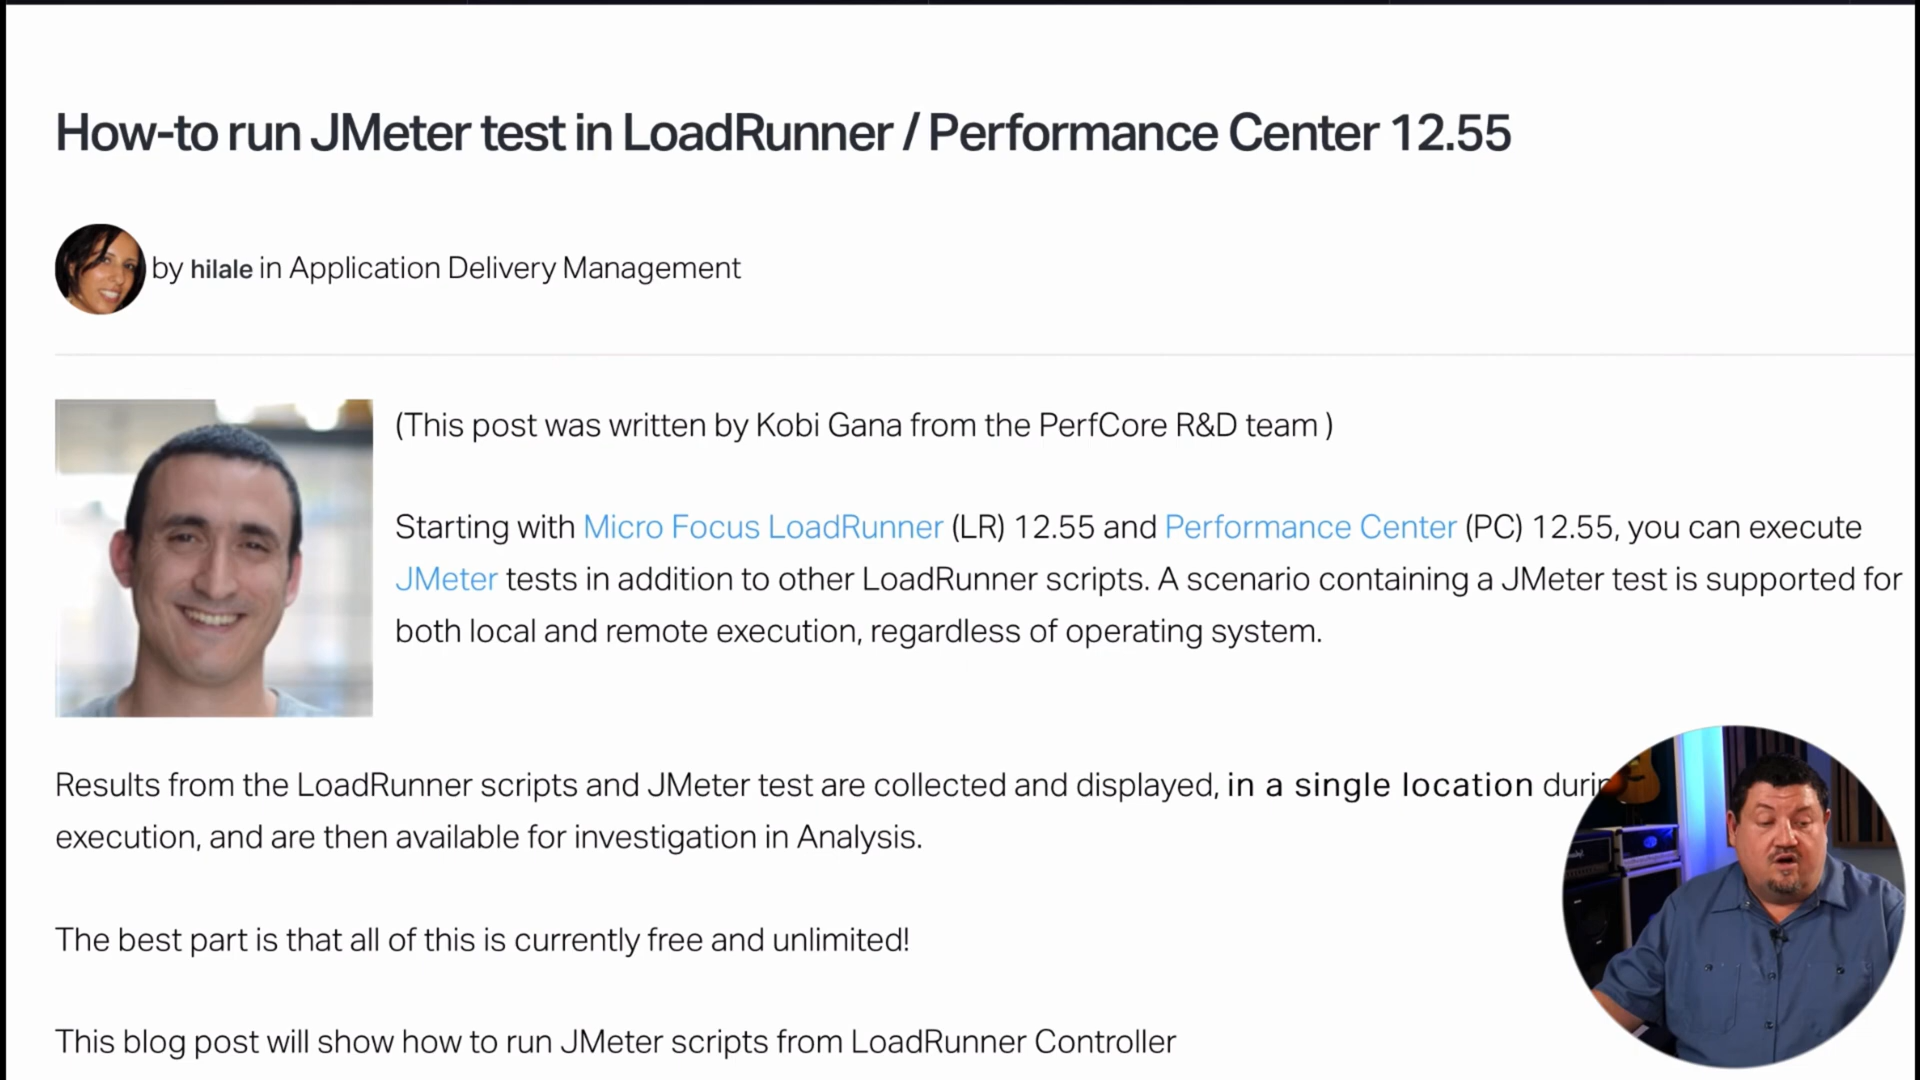 How-to run JMeter test in LoadRunner / Performance Center 12.55
by hilale in Application Delivery Management
(This post was written by Kobi Gana from the PerfCore R&D team )
Starting with Micro Focus LoadRunner (LR) 12.55 and Performance Center (PC) 12.55, you can execute
JMeter tests in addition to other LoadRunner scripts. A scenario containing a JMeter test is supported for
both local and remote execution, regardless of operating system.
Results from the LoadRunner scripts and JMeter test are collected and displayed, in a single location
execution, and are then available for investigation in Analysis.
The best part is that all of this is currently free and unlimited!
This blog post will show how to run JMeter scripts from LoadRunner Controller